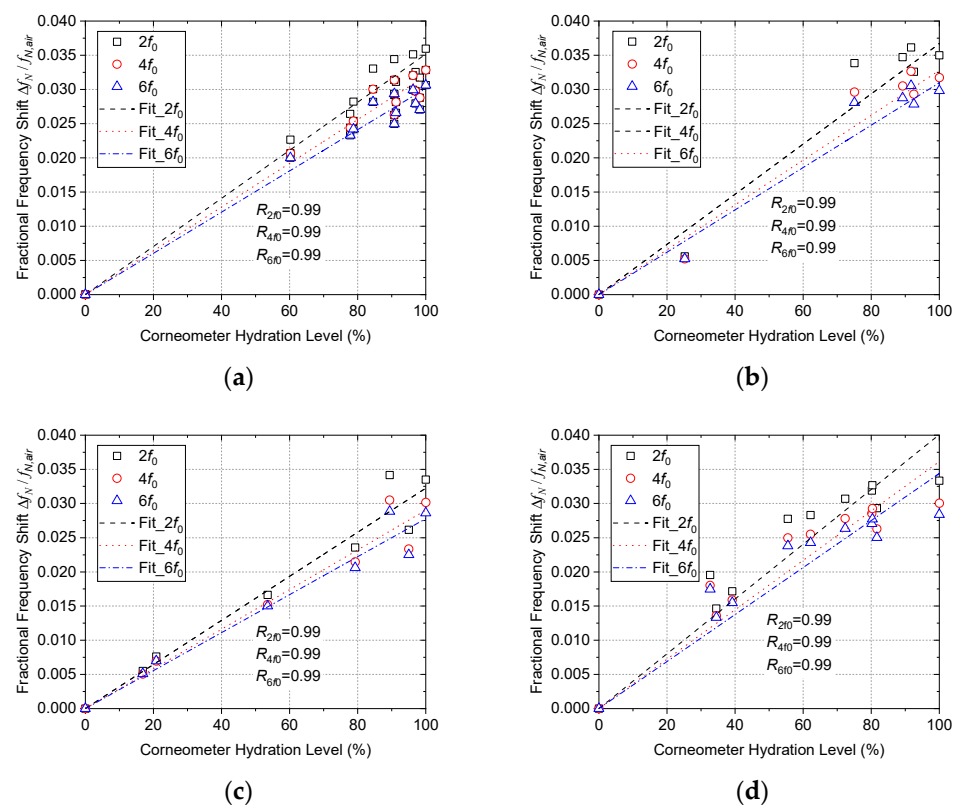 0.040
0.035
0.030
0.025
0.020
0.015
0.010
0.005
0.000
Fractional Frequency Shift Δf_N / f_N,air
2f₀
4f₀
6f₀
Fit_2f₀
Fit_4f₀
Fit_6f₀
R2f0=0.99
R4f0=0.99
R6f0=0.99
0 20 40 60 80 100
Corneometer Hydration Level (%)
(a)
0.040
0.035
0.030
0.025
0.020
0.015
0.010
0.005
0.000
Fractional Frequency Shift Δf_N / f_N,air
2f₀
4f₀
6f₀
Fit_2f₀
Fit_4f₀
Fit_6f₀
R2f0=0.99
R4f0=0.99
R6f0=0.99
0 20 40 60 80 100
Corneometer Hydration Level (%)
(b)
0.040
0.035
0.030
0.025
0.020
0.015
0.010
0.005
0.000
Fractional Frequency Shift Δf_N / f_N,air
2f₀
4f₀
6f₀
Fit_2f₀
Fit_4f₀
Fit_6f₀
R2f0=0.99
R4f0=0.99
R6f0=0.99
0 20 40 60 80 100
Corneometer Hydration Level (%)
(c)
0.040
0.035
0.030
0.025
0.020
0.015
0.010
0.005
0.000
Fractional Frequency Shift Δf_N / f_N,air
2f₀
4f₀
6f₀
Fit_2f₀
Fit_4f₀
Fit_6f₀
R2f0=0.99
R4f0=0.99
R6f0=0.99
0 20 40 60 80 100
Corneometer Hydration Level (%)
(d)